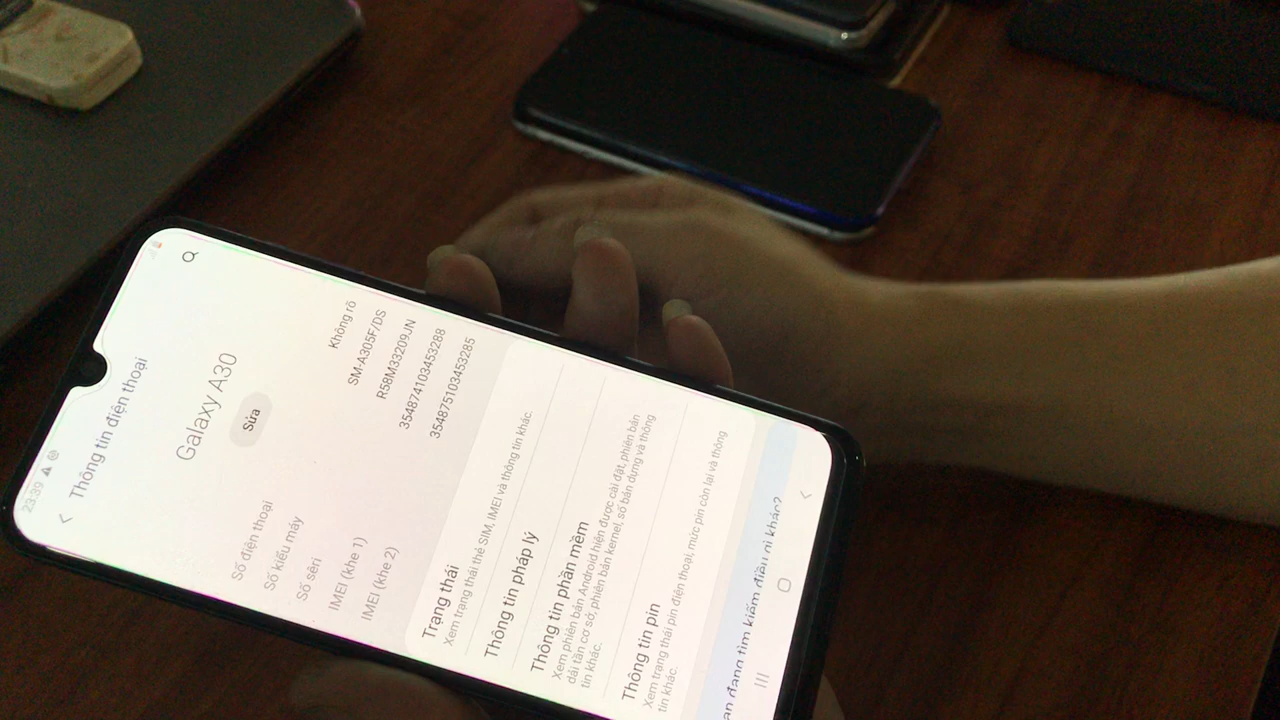 23:39
Thông tin điện thoại
Galaxy A30
Sửa
Số điện thoại Không rõ
Số kiểu máy SM-A305F/DS
Số sêri R58M33209JN
IMEI (khe 1) 354874103453288
IMEI (khe 2) 354875103453285
Trạng thái
Xem trạng thái thẻ SIM, IMEI và thông tin khác.
Thông tin pháp lý
Thông tin phần mềm
Xem phiên bản Android hiện được cài đặt, phiên bản
dải tần cơ sở, phiên bản kernel, số bản dựng và thông
tin khác.
Thông tin pin
Xem trạng thái pin điện thoại, mức pin còn lại và thông
tin khác.
đang tìm kiếm điều gì khác?